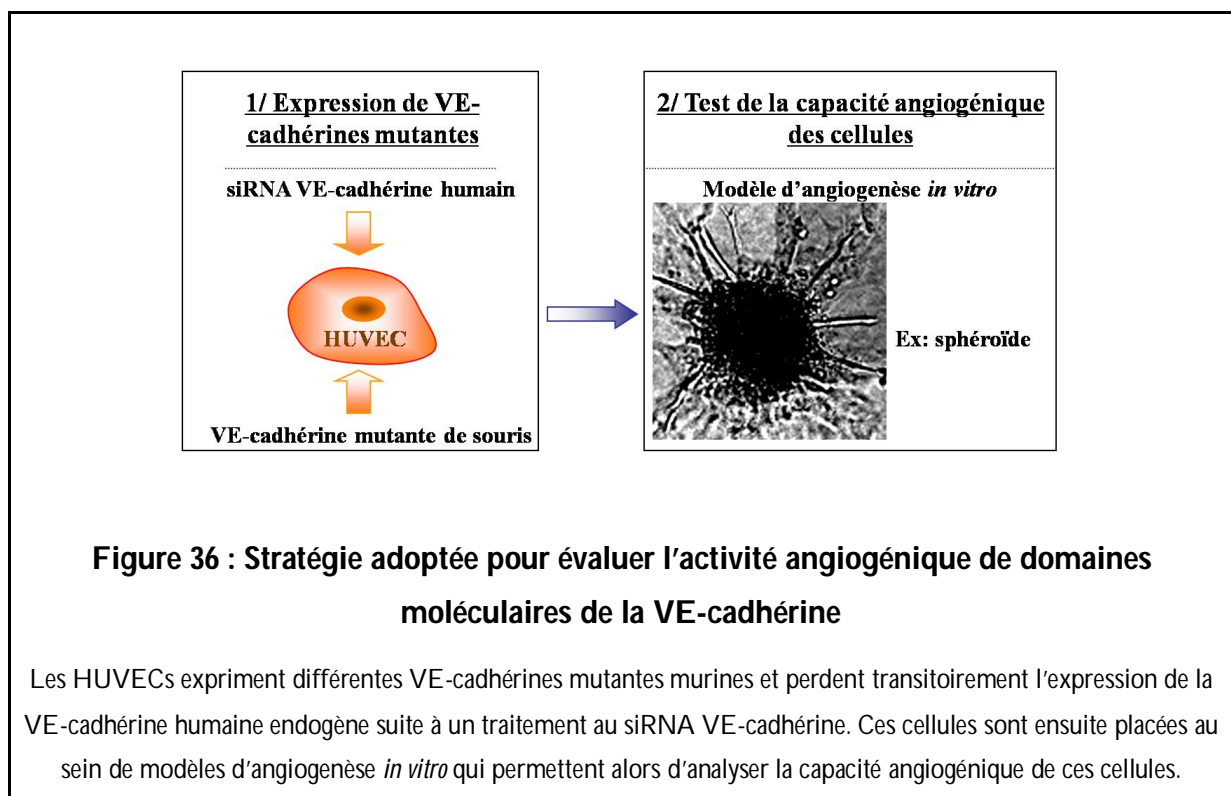 1/ Expression de VE-
cadhérines mutantes
siRNA VE-cadhérine humain
HUVEC
VE-cadhérine mutante de souris
2/ Test de la capacité angiogénique
des cellules
Modèle d'angiogenèse in vitro
Ex: sphéroïde
Figure 36 : Stratégie adoptée pour évaluer l'activité angiogénique de domaines
moléculaires de la VE-cadhérine
Les HUVECs expriment différentes VE-cadhérines mutantes murines et perdent transitoirement l'expression de la
VE-cadhérine humaine endogène suite à un traitement au siRNA VE-cadhérine. Ces cellules sont ensuite placées au
sein de modèles d'angiogenèse in vitro qui permettent alors d'analyser la capacité angiogénique de ces cellules.